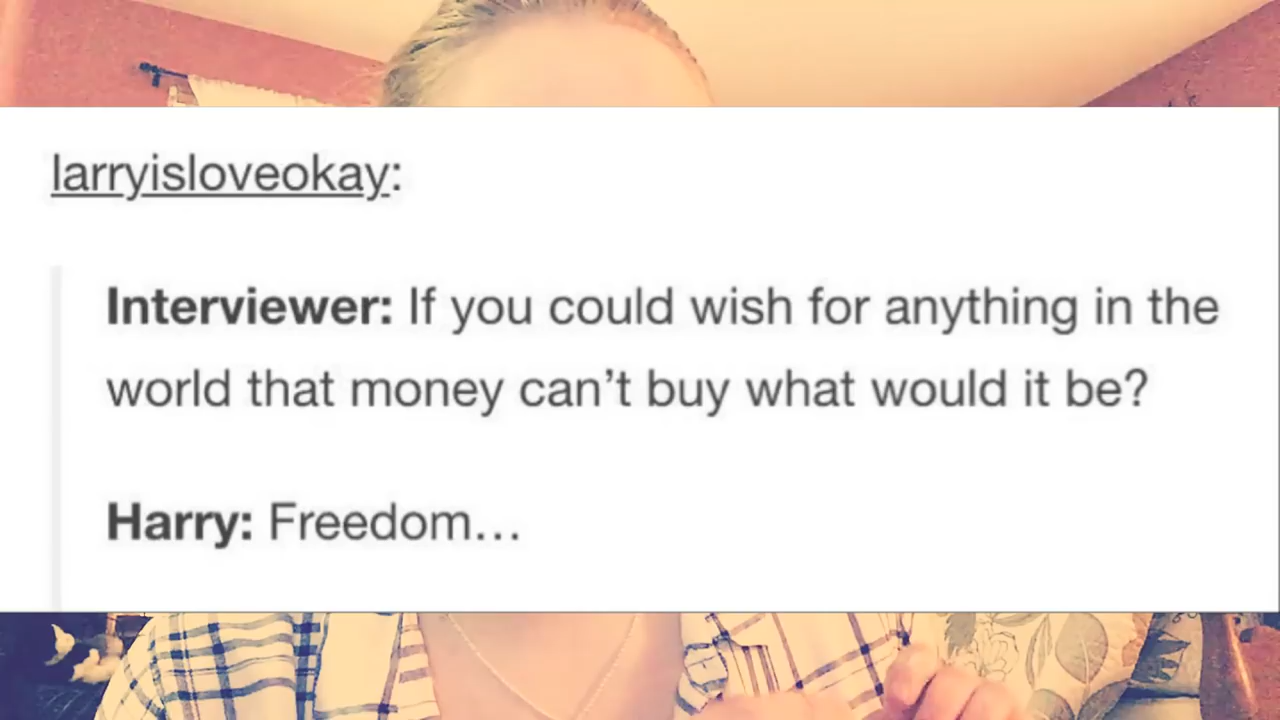 larryisloveokay:
Interviewer: If you could wish for anything in the
world that money can’t buy what would it be?
Harry: Freedom…